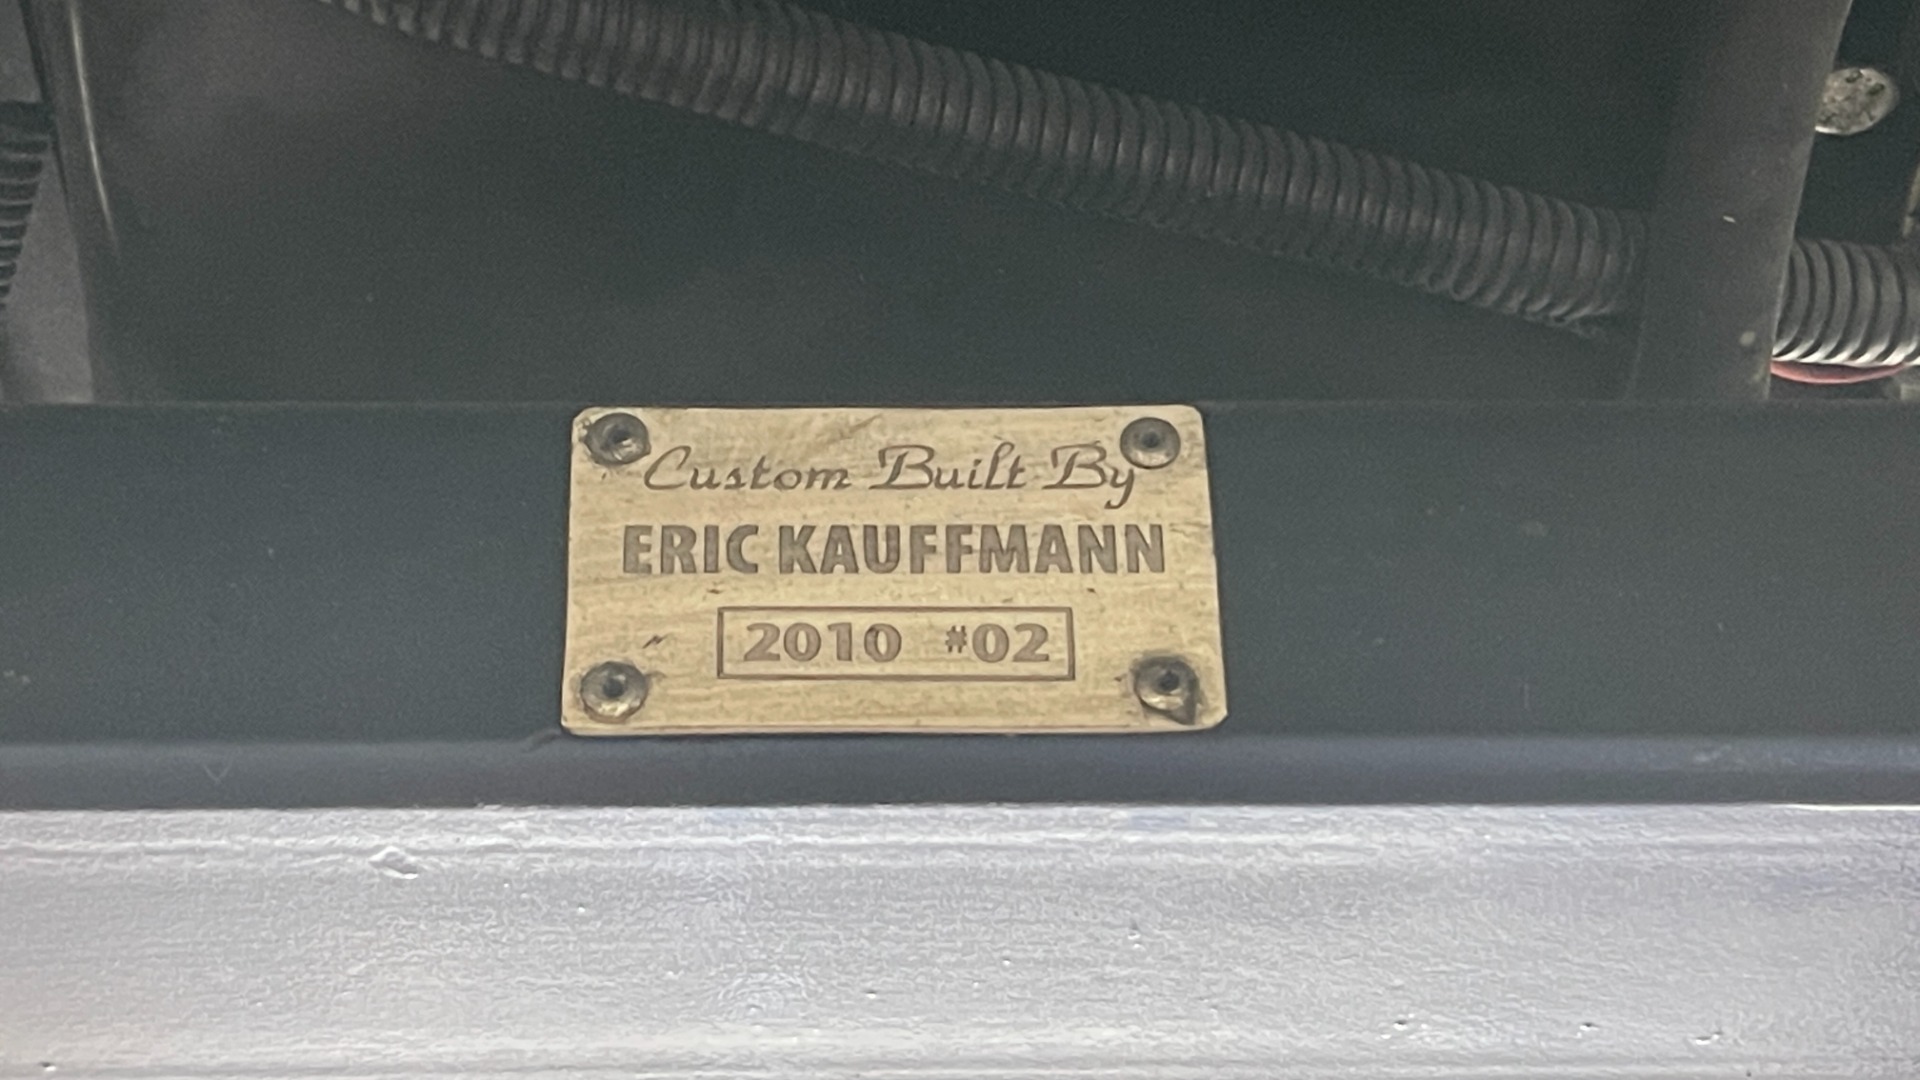 Custom Built By
ERIC KAUFFMANN
2010 #02